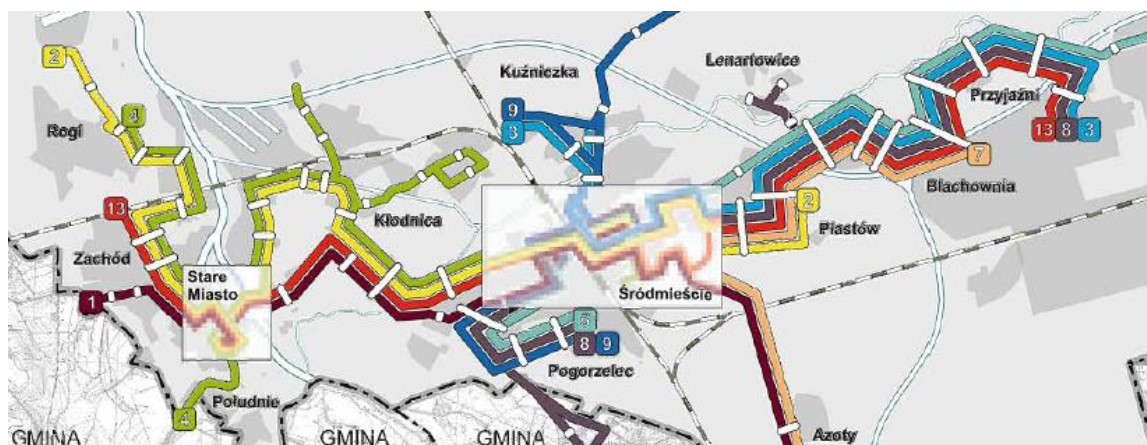 2
Rogi
4
Kuźniczka
9
3
Lenartowice
Przyjaźni
13
8
3
7
Blachownia
2
Piastów
Kłodnica
13
Zachód
Stare
Miasto
1
Śródmieście
5
8
9
Pogorzelec
Południe
4
Azoty
GMINA
GMINA
GMINA